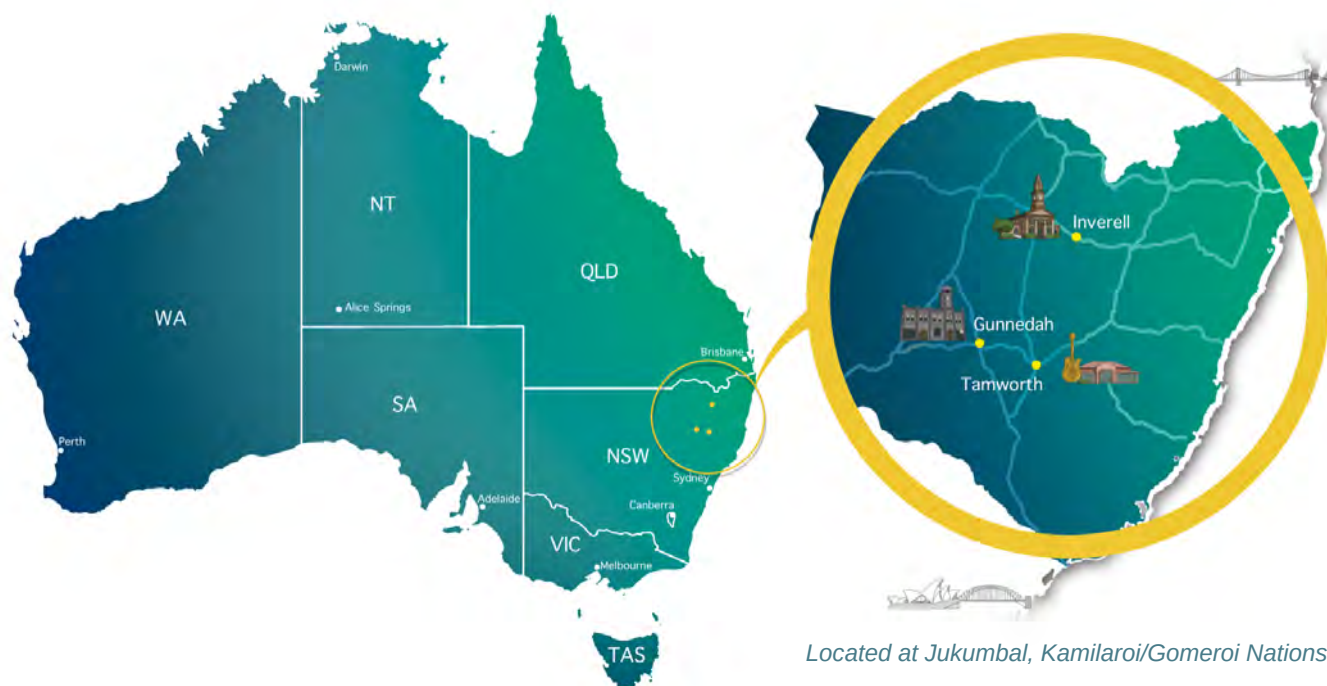 Darwin
NT
Alice Springs
WA
QLD
Brisbane
SA
NSW
Perth
Sydney
Adelaide
Canberra
VIC
Melbourne
TAS
Inverell
Gunnedah
Tamworth
Located at Jukumbal, Kamilaroi/Gomeroi Nations